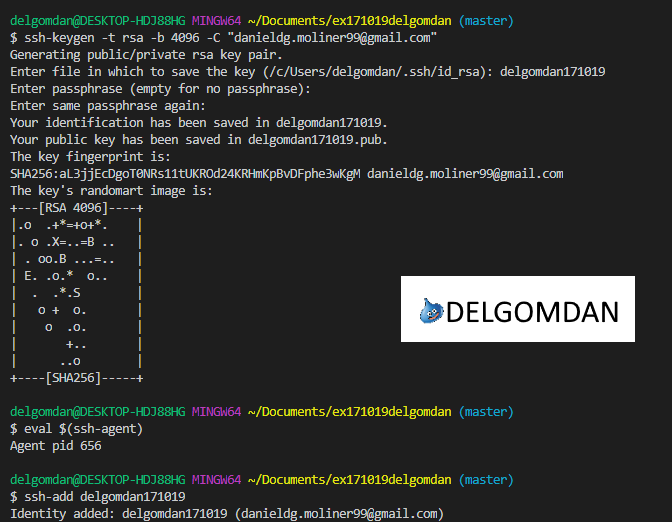 delgomdan@DESKTOP-HDJ88HG MINGW64 ~/Documents/ex171019delgomdan (master)
$ ssh-keygen -t rsa -b 4096 -C "danieldg.moliner99@gmail.com"
Generating public/private rsa key pair.
Enter file in which to save the key (/c/Users/delgomdan/.ssh/id_rsa): delgomdan171019
Enter passphrase (empty for no passphrase):
Enter same passphrase again:
Your identification has been saved in delgomdan171019.
Your public key has been saved in delgomdan171019.pub.
The key fingerprint is:
SHA256:aL3jjEcDgoT0NRs11tUKROd24KRHmKpBvDFphe3wKgM danieldg.moliner99@gmail.com
The key's randomart image is:
+---[RSA 4096]----+
|.o  .+*=+o+*.    |
|. o .X=..=B ..   |
| . oo.B ...=..   |
| E. .o.*  o..    |
|  .  .*.S        |
|   o +  o.       |
|    o  .o.       |
|       +..       |
|      ..o        |
+----[SHA256]-----+
DELGOMDAN
delgomdan@DESKTOP-HDJ88HG MINGW64 ~/Documents/ex171019delgomdan (master)
$ eval $(ssh-agent)
Agent pid 656
delgomdan@DESKTOP-HDJ88HG MINGW64 ~/Documents/ex171019delgomdan (master)
$ ssh-add delgomdan171019
Identity added: delgomdan171019 (danieldg.moliner99@gmail.com)